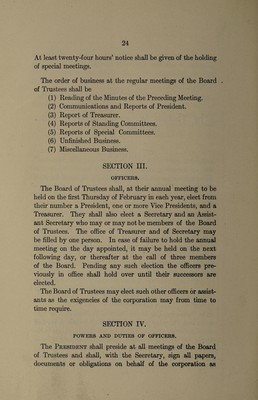 24
At least twenty-four hours' notice shall be given of the holding
of special meetings.
The order of business at the regular meetings of the Board
of Trustees shall be
(1) Reading of the Minutes of the Preceding Meeting.
(2) Communications and Reports of President.
(3) Report of Treasurer.
(4) Reports of Standing Committees.
(5) Reports of Special Committees.
(6) Unfinished Business.
(7) Miscellaneous Business.
SECTION III.
OFFICERS.
The Board of Trustees shall, at their annual meeting to be
held on the first Thursday of February in each year, elect from
their number a President, one or more Vice Presidents, and a
Treasurer. They shall also elect a Secretary and an Assist-
ant Secretary who may or may not be members of the Board
of Trustees. The office of Treasurer and of Secretary may
be filled by one person. In case of failure to hold the annual
meeting on the day appointed, it may be held on the next
following day, or thereafter at the call of three members
of the Board. Pending any such election the officers pre-
viously in office shall hold over until their successors are
elected.
The Board of Trustees may elect such other officers or assist-
ants as the exigencies of the corporation may from time to
time require.
SECTION IV.
POWERS AND DUTIES OF OFFICERS.
The PRESIDENT shall preside at all meetings of the Board
of Trustees and shall, with the Secretary, sign all papers,
documents or obligations on behalf of the corporation as